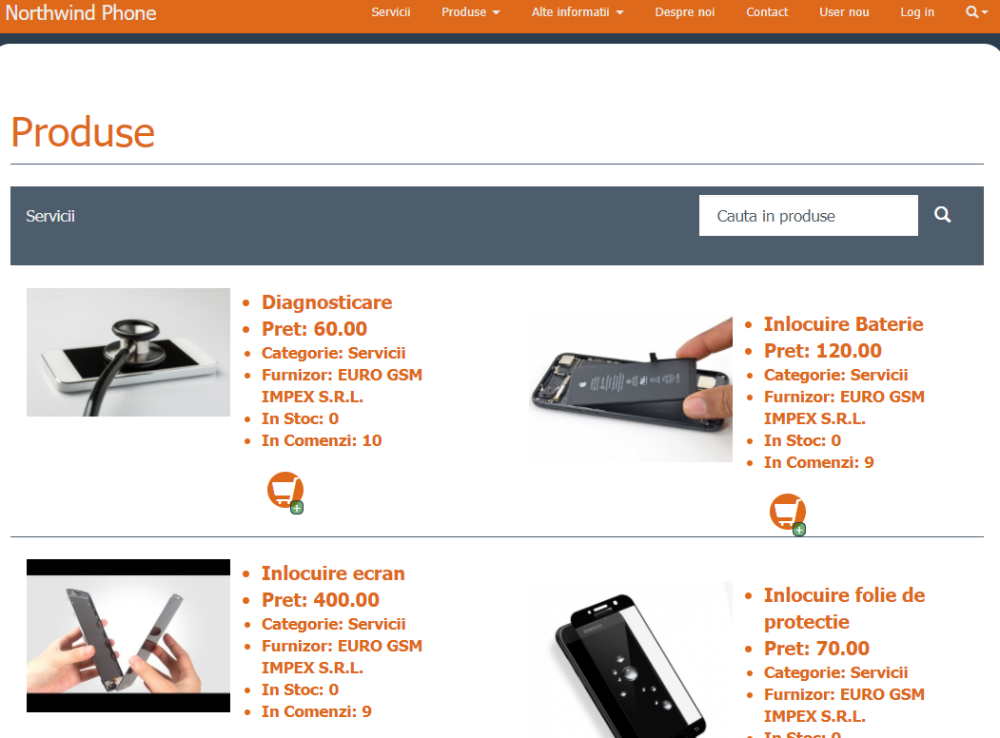 Northwind Phone
Servicii
Produse
Alte informatii
Despre noi
Contact
User nou
Log in
Produse
Servicii
Cauta in produse
Diagnosticare
Pret: 60.00
Categorie: Servicii
Furnizor: EURO GSM
IMPEX S.R.L.
In Stoc: 0
In Comenzi: 10
Inlocuire Baterie
Pret: 120.00
Categorie: Servicii
Furnizor: EURO GSM
IMPEX S.R.L.
In Stoc: 0
In Comenzi: 9
Inlocuire ecran
Pret: 400.00
Categorie: Servicii
Furnizor: EURO GSM
IMPEX S.R.L.
In Stoc: 0
In Comenzi: 9
SAMSUNG
Inlocuire folie de
protectie
Pret: 70.00
Categorie: Servicii
Furnizor: EURO GSM
IMPEX S.R.L.
In Stoc: 0